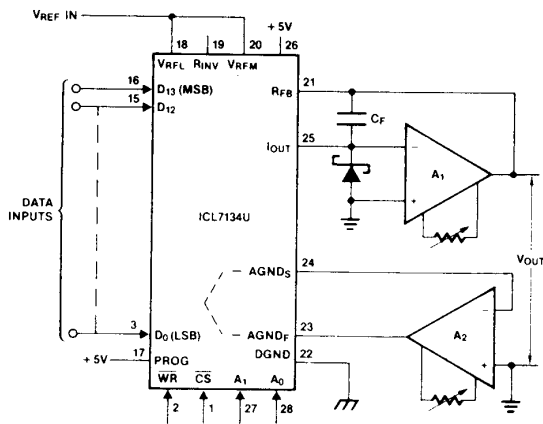 VREF IN
+5V
18 19 20 26
VRFL RINV VRFM
16 D13 (MSB)
15 D12
RFB 21
CF
IOUT 25
− A1 +
DATA
INPUTS
ICL7134U
VOUT
AGNDS 24
3 D0 (LSB)
AGNDF 23
− A2 +
DGND 22
+5V 17 PROG
WR CS A1 A0
2 1 27 28